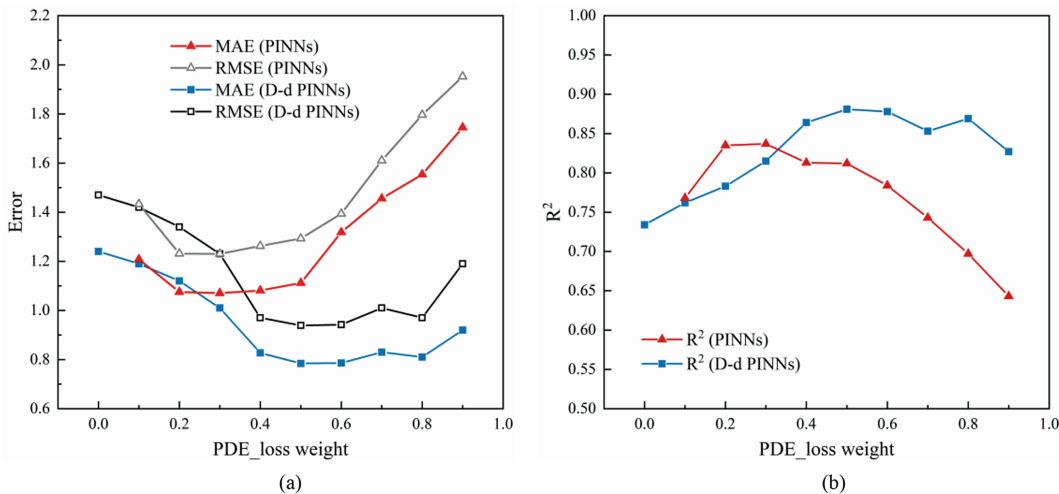 2.2
2.0
1.8
1.6
1.4
1.2
1.0
0.8
0.6
Error
MAE (PINNs)
RMSE (PINNs)
MAE (D-d PINNs)
RMSE (D-d PINNs)
0.0 0.2 0.4 0.6 0.8 1.0
PDE_loss weight
(a)
1.00
0.95
0.90
0.85
0.80
0.75
0.70
0.65
0.60
0.55
0.50
R²
R² (PINNs)
R² (D-d PINNs)
0.0 0.2 0.4 0.6 0.8 1.0
PDE_loss weight
(b)